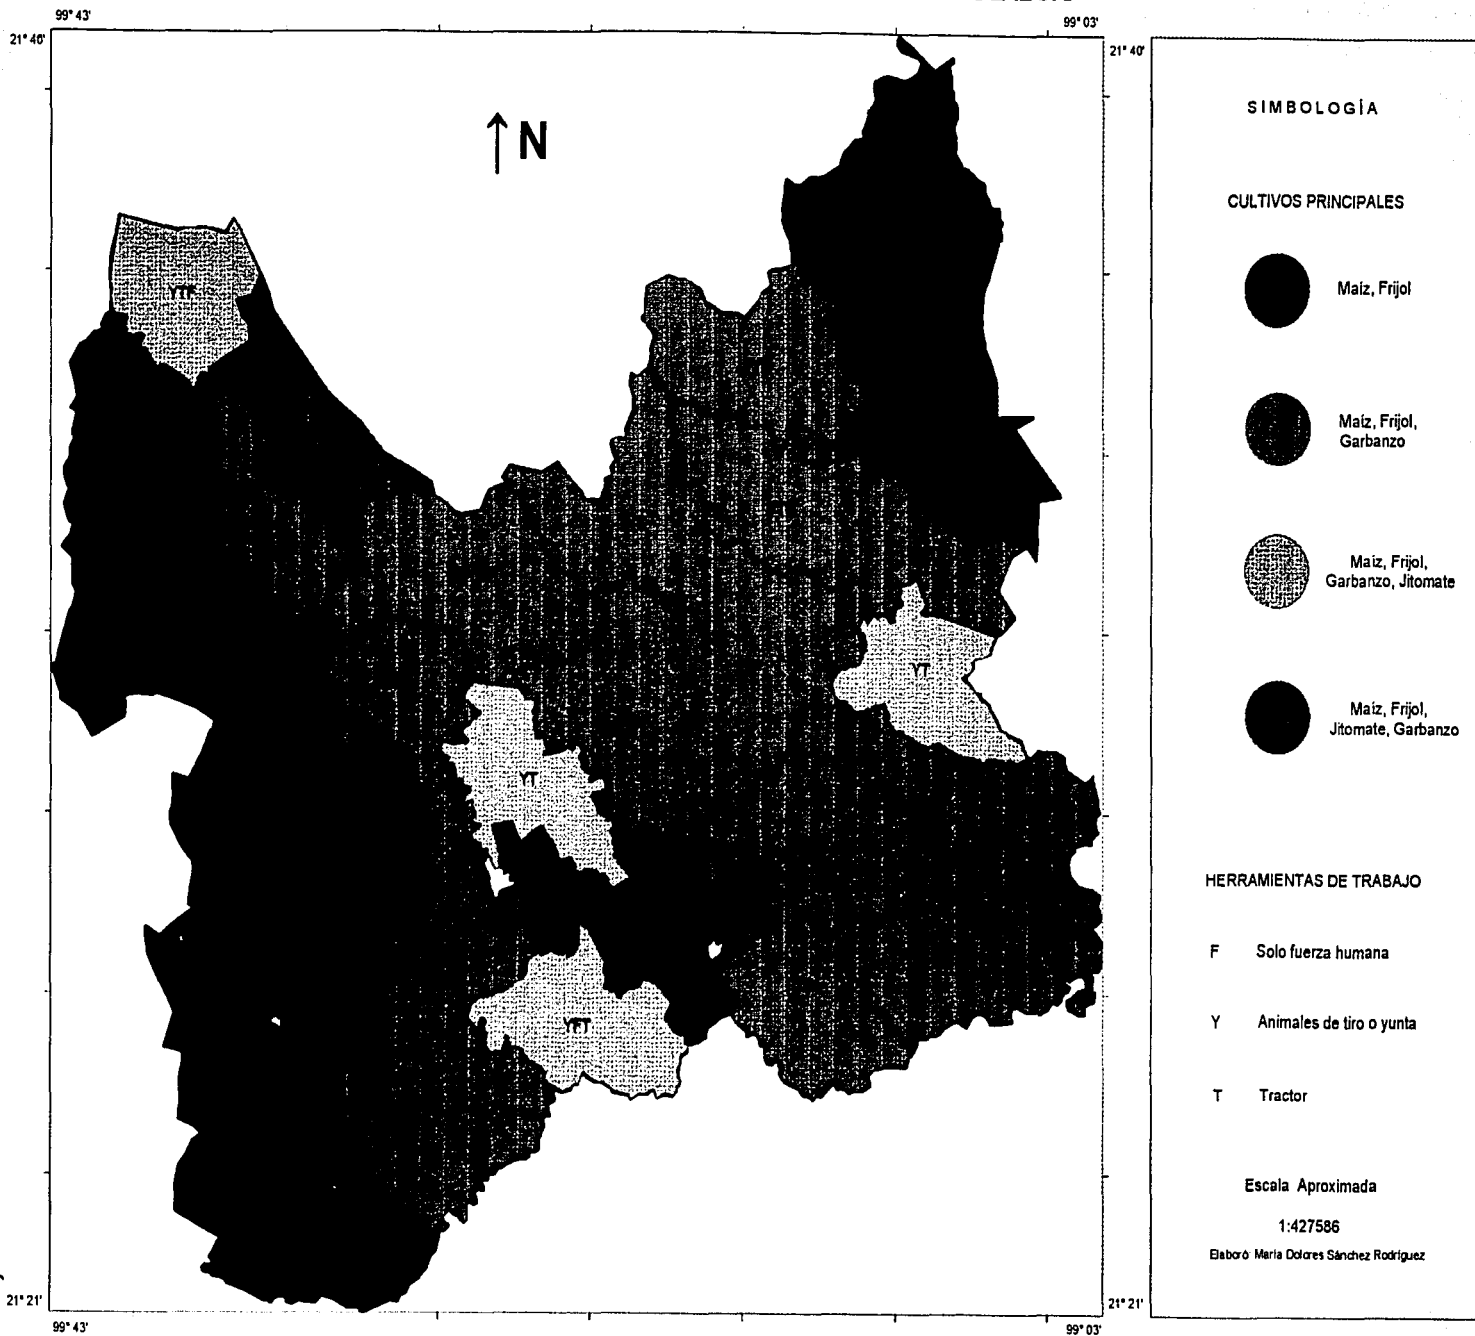 99° 43'
99° 03'
21° 40'
21° 40'
N
YTF
YT
YT
YFT
21° 21'
21° 21'
99° 43'
99° 03'
SIMBOLOGÍA
CULTIVOS PRINCIPALES
Maíz, Frijol
Maíz, Frijol,
Garbanzo
Maíz, Frijol,
Garbanzo, Jitomate
Maíz, Frijol,
Jitomate, Garbanzo
HERRAMIENTAS DE TRABAJO
F Solo fuerza humana
Y Animales de tiro o yunta
T Tractor
Escala Aproximada
1:427586
Elaboró: María Dolores Sánchez Rodríguez